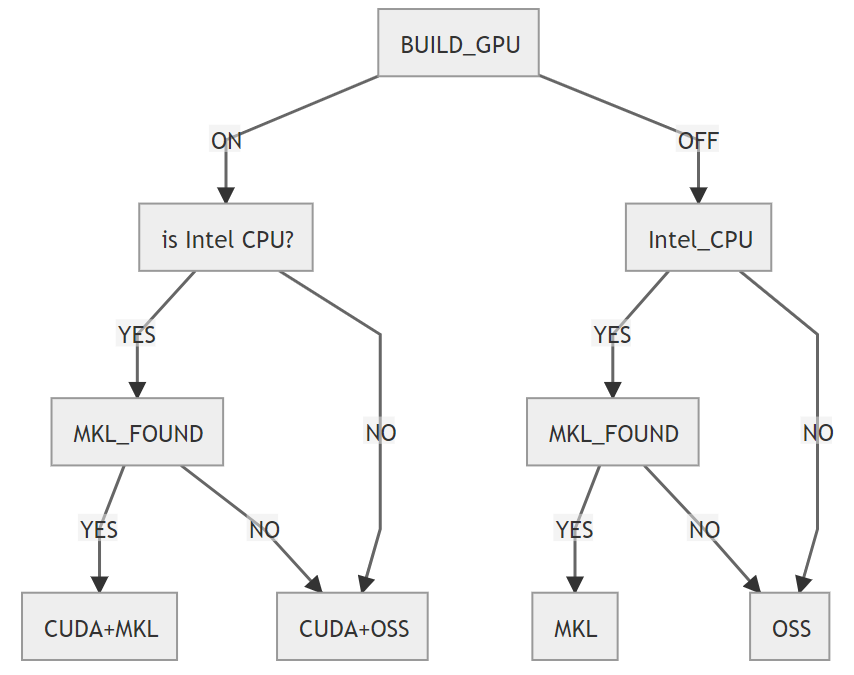 BUILD_GPU
ON
OFF
is Intel CPU?
Intel_CPU
YES
YES
MKL_FOUND
NO
MKL_FOUND
NO
YES
NO
YES
NO
CUDA+MKL
CUDA+OSS
MKL
OSS